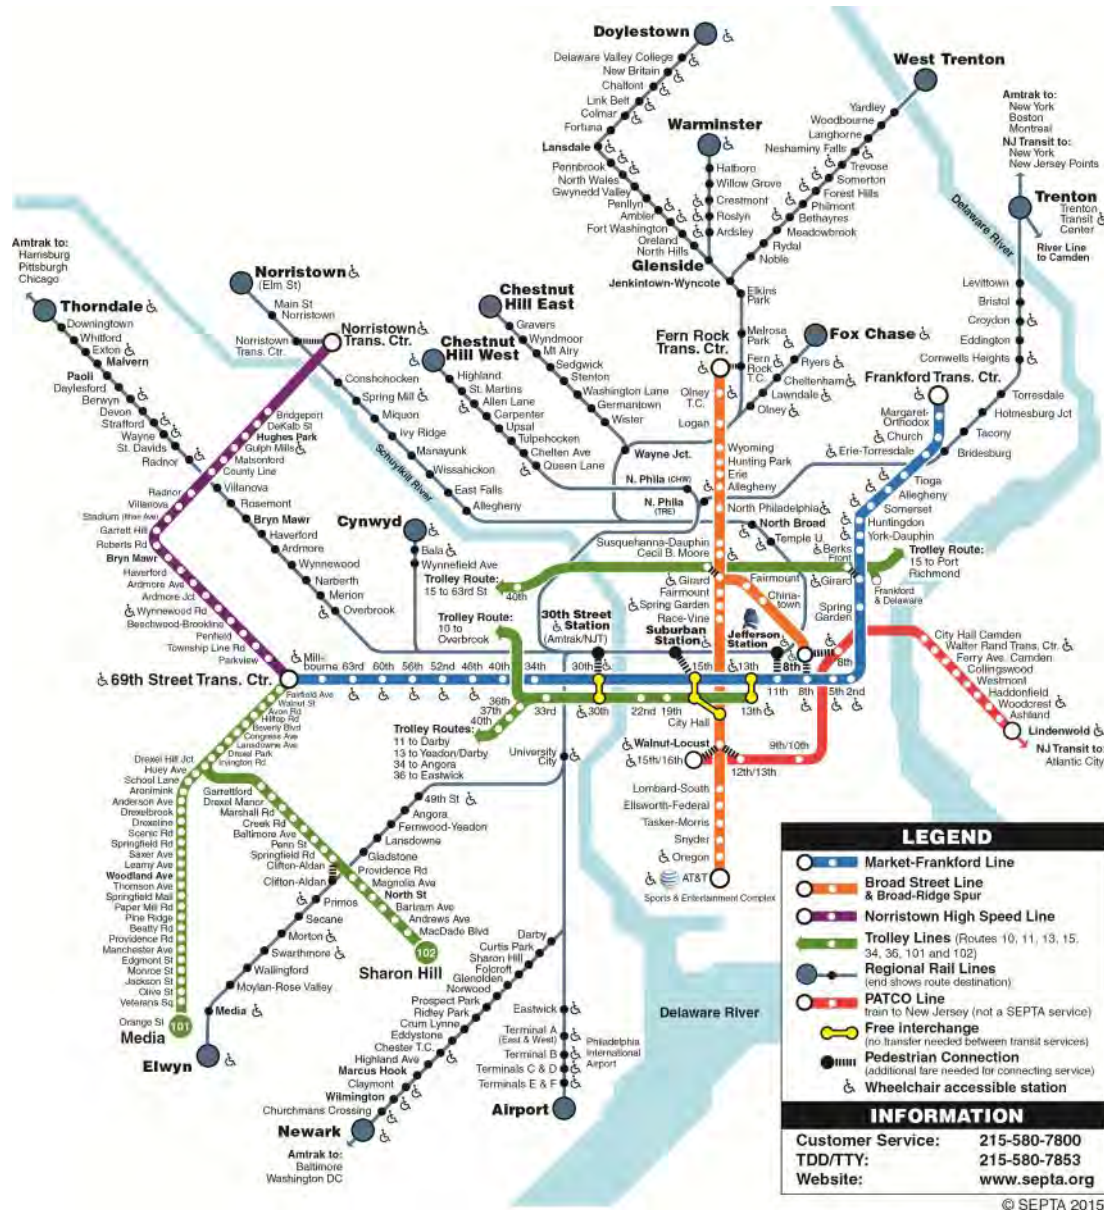 Doylestown
Delaware Valley College
New Britain
Chalfont
Link Belt
Colmar
Fortuna
Lansdale
Pennbrook
North Wales
Gwynedd Valley
Penllyn
Ambler
Fort Washington
Oreland
North Hills
Glenside
Jenkintown-Wyncote
Warminster
Hatboro
Willow Grove
Crestmont
Roslyn
Ardsley
West Trenton
Yardley
Woodbourne
Langhorne
Neshaminy Falls
Trevose
Somerton
Forest Hills
Philmont
Bethayres
Meadowbrook
Rydal
Noble
Amtrak to:
New York
Boston
Montreal
NJ Transit to:
New York
New Jersey Points
Trenton
Trenton
Transit
Center
River Line
to Camden
Delaware River
Levittown
Bristol
Croydon
Eddington
Cornwells Heights
Torresdale
Holmesburg Jct
Tacony
Bridesburg
Amtrak to:
Harrisburg
Pittsburgh
Chicago
Thorndale
Downingtown
Whitford
Exton
Malvern
Paoli
Daylesford
Berwyn
Devon
Strafford
Wayne
St. Davids
Radnor
Villanova
Rosemont
Bryn Mawr
Haverford
Ardmore
Wynnewood
Narberth
Merion
Overbrook
Norristown
(Elm St)
Main St
Norristown
Norristown
Trans. Ctr.
Norristown
Trans. Ctr.
Conshohocken
Spring Mill
Miquon
Ivy Ridge
Manayunk
Wissahickon
East Falls
Allegheny
Schuylkill River
Bridgeport
DeKalb St
Hughes Park
Gulph Mills
Matsonford
County Line
Radnor
Villanova
Stadium (Ithan Ave)
Garrett Hill
Roberts Rd
Bryn Mawr
Haverford
Ardmore Ave
Ardmore Jct
Wynnewood Rd
Beechwood-Brookline
Penfield
Township Line Rd
Parkview
Chestnut
Hill East
Gravers
Wyndmoor
Mt Airy
Sedgwick
Stenton
Washington Lane
Germantown
Wister
Wayne Jct.
Chestnut
Hill West
Highland
St. Martins
Allen Lane
Carpenter
Upsal
Tulpehocken
Chelten Ave
Queen Lane
N. Phila (CHW)
N. Phila
(TRE)
Elkins
Park
Melrose
Park
Fern
Rock
T.C.
Fern Rock
Trans. Ctr.
Olney
T.C.
Logan
Wyoming
Hunting Park
Erie
Allegheny
North Philadelphia
Susquehanna-Dauphin
Cecil B. Moore
Girard
Fairmount
Spring Garden
Race-Vine
Fox Chase
Ryers
Cheltenham
Lawndale
Olney
Frankford Trans. Ctr.
Margaret-
Orthodox
Church
Erie-Torresdale
Tioga
Allegheny
Somerset
Huntingdon
York-Dauphin
Berks
Front
Girard
Spring
Garden
North Broad
Temple U.
Fairmount
China-
town
Cynwyd
Bala
Wynnefield Ave
Trolley Route:
15 to 63rd St
40th
Trolley Route:
15 to Port
Richmond
Frankford
& Delaware
Trolley Route:
10 to
Overbrook
30th Street
Station
(Amtrak/NJT)
Suburban
Station
Jefferson
Station
69th Street Trans. Ctr.
Mill-
bourne
63rd
60th
56th
52nd
46th
40th
34th
30th
15th
13th
8th
11th
8th
5th
2nd
8th
36th
37th
40th
33rd
30th
22nd
19th
City Hall
13th
Trolley Routes:
11 to Darby
13 to Yeadon/Darby
34 to Angora
36 to Eastwick
City Hall Camden
Walter Rand Trans. Ctr.
Ferry Ave. Camden
Collingswood
Westmont
Haddonfield
Woodcrest
Ashland
Lindenwold
NJ Transit to:
Atlantic City
Walnut-Locust
15th/16th
12th/13th
9th/10th
Lombard-South
Ellsworth-Federal
Tasker-Morris
Snyder
Oregon
AT&T
Sports & Entertainment Complex
University
City
Fairfield Ave
Walnut St
Avon Rd
Hilltop Rd
Beverly Blvd
Congress Ave
Lansdowne Ave
Drexel Park
Irvington Rd
Drexel Hill Jct
Huey Ave
School Lane
Aronimink
Anderson Ave
Drexelbrook
Drexeline
Scenic Rd
Springfield Rd
Saxer Ave
Leamy Ave
Woodland Ave
Thomson Ave
Springfield Mall
Paper Mill Rd
Pine Ridge
Beatty Rd
Providence Rd
Manchester Ave
Edgmont St
Monroe St
Jackson St
Olive St
Veterans Sq
Orange St
101
Media
Garrettford
Drexel Manor
Marshall Rd
Creek Rd
Baltimore Ave
Penn St
Springfield Rd
Clifton-Aldan
Clifton-Aldan
Providence Rd
Magnolia Ave
North St
Bartram Ave
Andrews Ave
MacDade Blvd
102
Sharon Hill
49th St
Angora
Fernwood-Yeadon
Lansdowne
Gladstone
Primos
Secane
Morton
Swarthmore
Wallingford
Moylan-Rose Valley
Media
Elwyn
Darby
Curtis Park
Sharon Hill
Folcroft
Glenolden
Norwood
Prospect Park
Ridley Park
Crum Lynne
Eddystone
Chester T.C.
Highland Ave
Marcus Hook
Claymont
Wilmington
Churchmans Crossing
Newark
Amtrak to:
Baltimore
Washington DC
Eastwick
Terminal A
(East & West)
Terminal B
Terminals C & D
Terminals E & F
Philadelphia
International
Airport
Airport
Delaware River
LEGEND
Market-Frankford Line
Broad Street Line
& Broad-Ridge Spur
Norristown High Speed Line
Trolley Lines (Routes 10, 11, 13, 15,
34, 36, 101 and 102)
Regional Rail Lines
(end shows route destination)
PATCO Line
train to New Jersey (not a SEPTA service)
Free interchange
(no transfer needed between transit services)
Pedestrian Connection
(additional fare needed for connecting service)
Wheelchair accessible station
INFORMATION
Customer Service: 215-580-7800
TDD/TTY: 215-580-7853
Website: www.septa.org
© SEPTA 2015